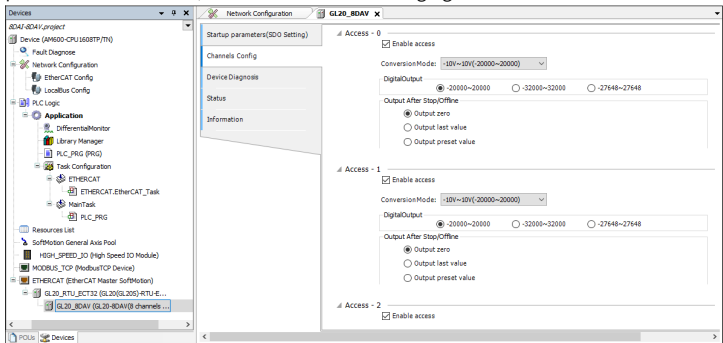 Devices
8DAI-8DAV.project
Device (AM600-CPU1608TP/TN)
Fault Diagnose
Network Configuration
EtherCAT Config
LocalBus Config
PLC Logic
Application
DifferentialMonitor
Library Manager
PLC_PRG (PRG)
Task Configuration
ETHERCAT
ETHERCAT.EtherCAT_Task
MainTask
PLC_PRG
Resources List
SoftMotion General Axis Pool
HIGH_SPEED_IO (High Speed IO Module)
MODBUS_TCP (ModbusTCP Device)
ETHERCAT (EtherCAT Master SoftMotion)
GL20_RTU_ECT32 (GL20(GL20S)-RTU-E...
GL20_8DAV (GL20-8DAV(8 channels ...
POUs
Devices
Network Configuration
GL20_8DAV
Startup parameters(SDO Setting)
Channels Config
Device Diagnosis
Status
Information
Access - 0
Enable access
ConversionMode: -10V~10V(-20000~20000)
DigitalOutput
-20000~20000 -32000~32000 -27648~27648
Output After Stop/Offline
Output zero
Output last value
Output preset value
Access - 1
Enable access
ConversionMode: -10V~10V(-20000~20000)
DigitalOutput
-20000~20000 -32000~32000 -27648~27648
Output After Stop/Offline
Output zero
Output last value
Output preset value
Access - 2
Enable access